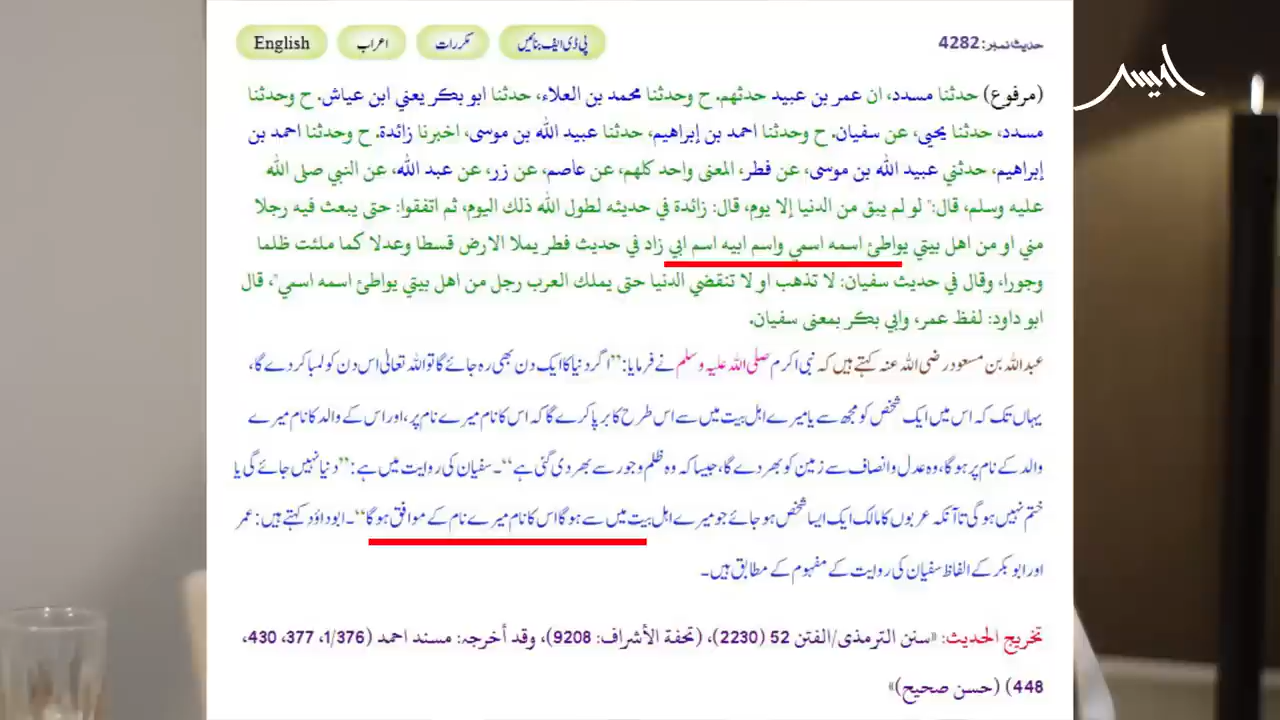 حدیث نمبر: 4282
پی ڈی ایف بنائیں
مکررات
اعراب
English
(مرفوع) حدثنا مسدد، ان عمر بن عبيد حدثهم. ح وحدثنا محمد بن العلاء، حدثنا ابو بكر يعني ابن عياش. ح وحدثنا
مسدد، حدثنا يحيى، عن سفيان. ح وحدثنا احمد بن إبراهيم، حدثنا عبيد الله بن موسى، اخبرنا زائدة. ح وحدثنا احمد بن
إبراهيم، حدثني عبيد الله بن موسى، عن فطر، المعنى واحد كلهم، عن عاصم، عن زر، عن عبد الله، عن النبي صلى الله
عليه وسلم، قال:" لو لم يبق من الدنيا إلا يوم، قال: زائدة في حديثه لطول الله ذلك اليوم، ثم اتفقوا: حتى يبعث فيه رجلا
مني او من اهل بيتي يواطئ اسمه اسمي واسم ابيه اسم ابي زاد في حديث فطر يملا الارض قسطا وعدلا كما ملئت ظلما
وجورا، وقال في حديث سفيان: لا تذهب او لا تنقضي الدنيا حتى يملك العرب رجل من اهل بيتي يواطئ اسمه اسمي"، قال
ابو داود: لفظ عمر، وابي بكر بمعنى سفيان.
عبداللہ بن مسعود رضی اللہ عنہ کہتے ہیں کہ نبی اکرم صلی اللہ علیہ وسلم نے فرمایا: ”اگر دنیا کا ایک دن بھی رہ جائے گا تو اللہ تعالیٰ اس دن کو لمبا کر دے گا،
یہاں تک کہ اس میں ایک شخص کو مجھ سے یا میرے اہل بیت میں سے اس طرح کا برپا کرے گا کہ اس کا نام میرے نام پر، اور اس کے والد کا نام میرے
والد کے نام پر ہو گا، وہ عدل و انصاف سے زمین کو بھر دے گا، جیسا کہ وہ ظلم و جور سے بھر دی گئی ہے“۔ سفیان کی روایت میں ہے: ”دنیا نہیں جائے گی یا
ختم نہیں ہو گی تاآنکہ عربوں کا مالک ایک ایسا شخص ہو جائے جو میرے اہل بیت میں سے ہو گا اس کا نام میرے نام کے موافق ہو گا“۔ ابوداؤد کہتے ہیں: عمر
اور ابوبکر کے الفاظ سفیان کی روایت کے مفہوم کے مطابق ہیں۔
تخریج الحدیث: «سنن الترمذی/الفتن 52 (2230)، (تحفة الأشراف: 9208)، وقد أخرجہ: مسند احمد (1/376، 377، 430،
448) (حسن صحیح)»